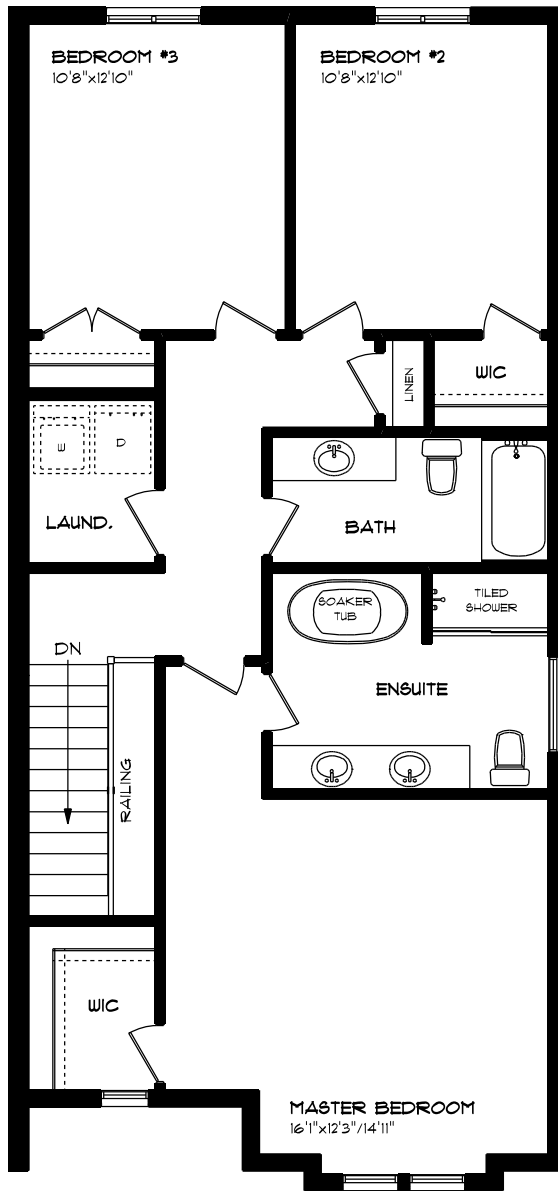 BEDROOM #3
10'8"x12'10"
BEDROOM #2
10'8"x12'10"
LINEN
WIC
W
D
LAUND.
BATH
SOAKER
TUB
TILED
SHOWER
DN
ENSUITE
RAILING
WIC
MASTER BEDROOM
16'1"x12'3"/14'11"